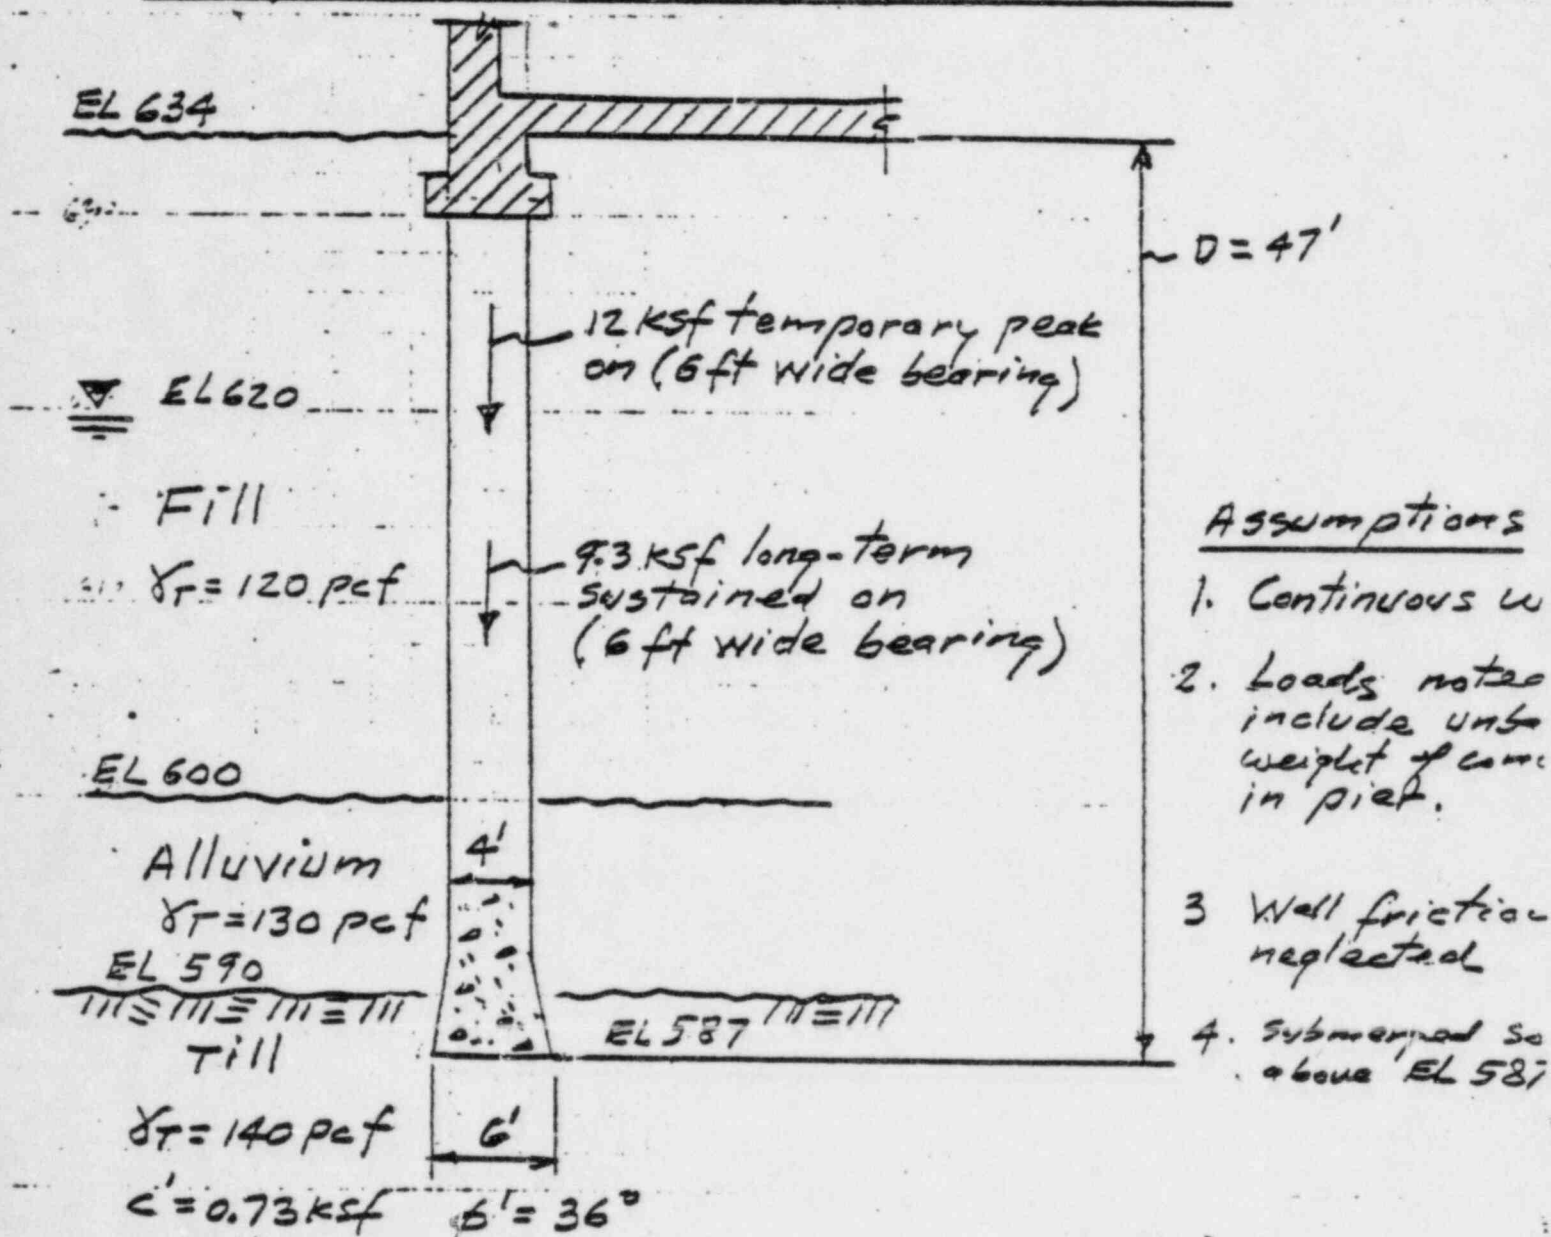 EL 634
D = 47'
12 ksf temporary peak
on (6 ft wide bearing)
EL 620
Fill
γT = 120 pcf
9.3 ksf long-term
sustained on
(6 ft wide bearing)
Assumptions
1. Continuous w
2. Loads note
include
weight of
in pier.
EL 600
4'
Alluvium
γT = 130 pcf
3 Wall frictio
neglected
EL 590
EL 587
Till
4. Submerged So
above EL 587
γT = 140 pcf
6'
c' = 0.73 ksf ϕ' = 36°